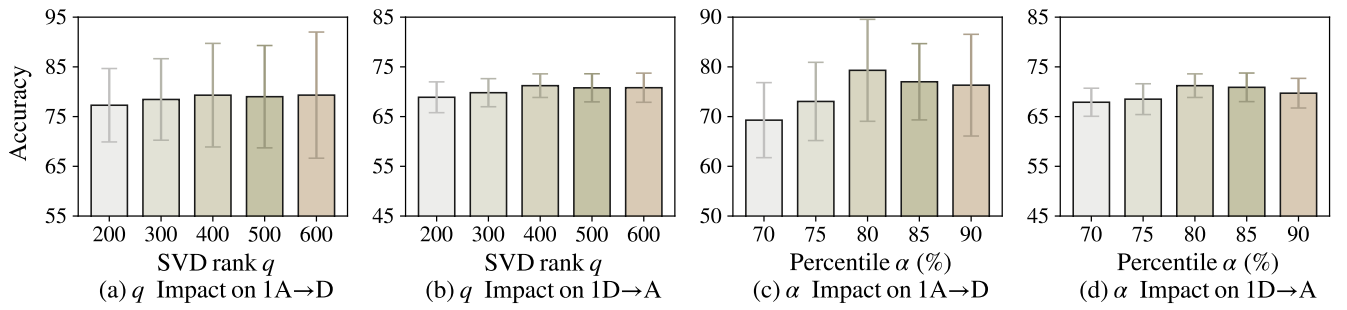 Accuracy
95
85
75
65
55
200 300 400 500 600
SVD rank q
(a) q Impact on 1A→D
85
75
65
55
45
200 300 400 500 600
SVD rank q
(b) q Impact on 1D→A
90
80
70
60
50
70 75 80 85 90
Percentile α (%)
(c) α Impact on 1A→D
85
75
65
55
45
70 75 80 85 90
Percentile α (%)
(d) α Impact on 1D→A